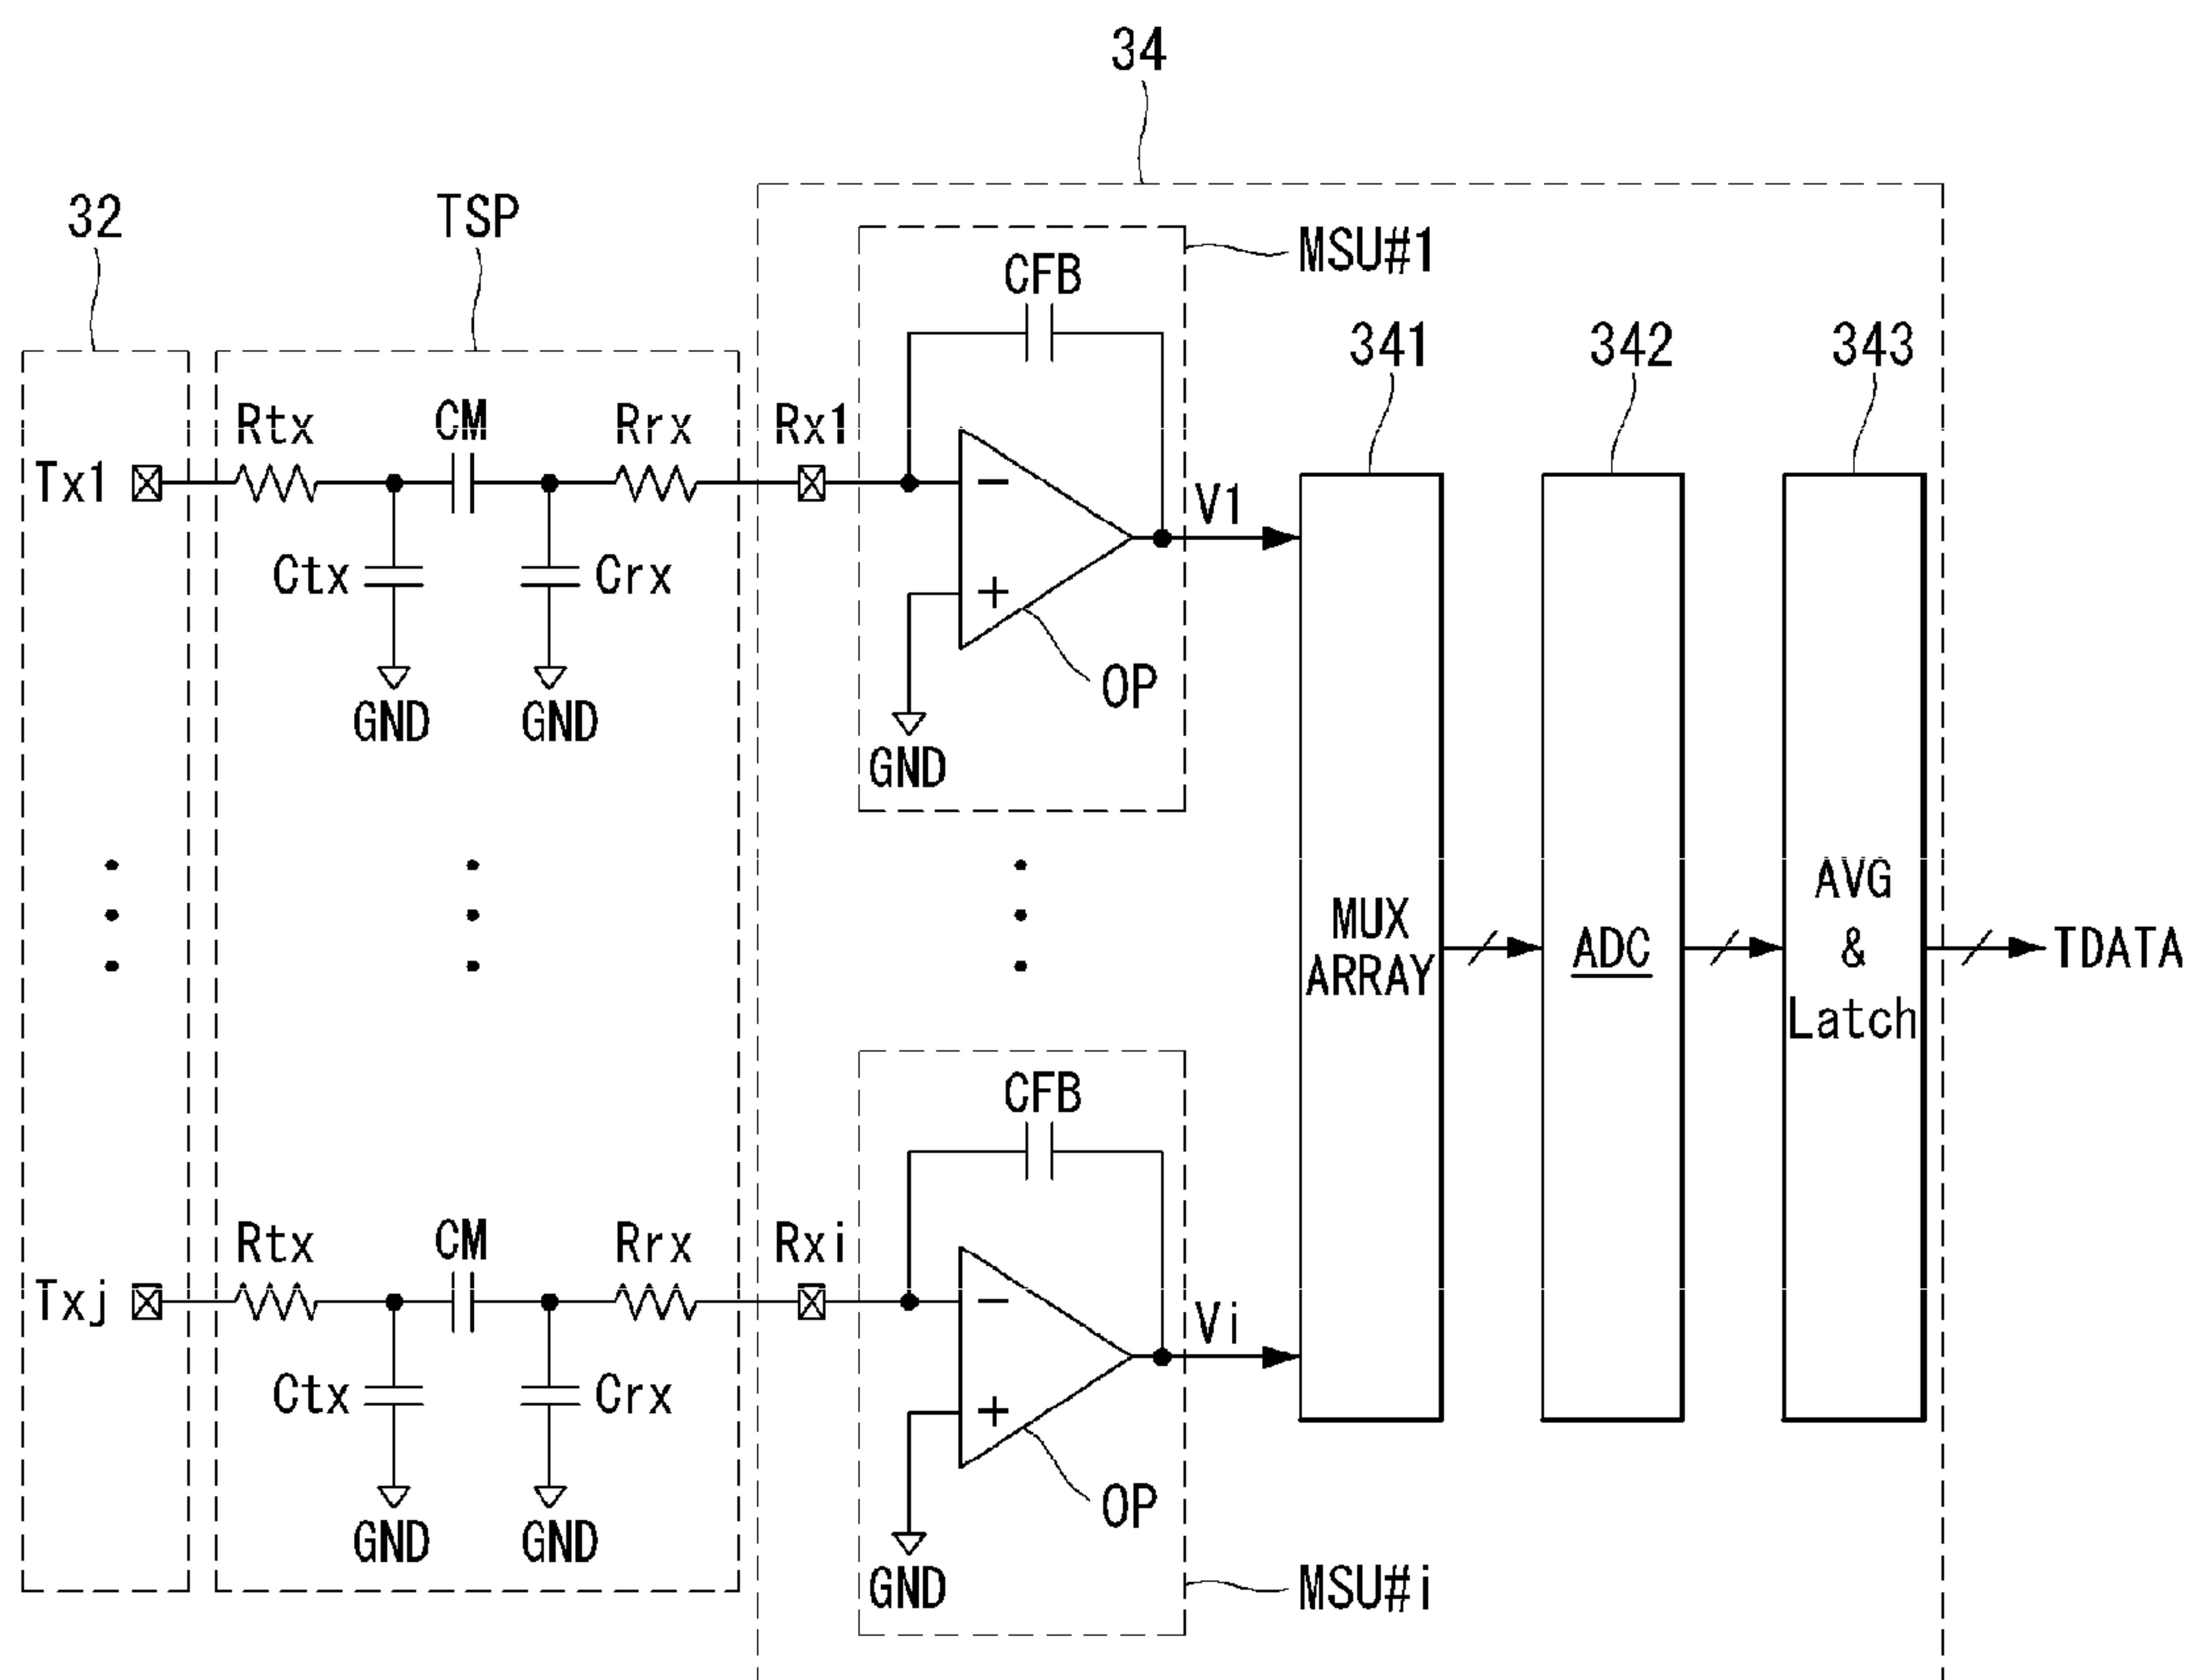 34
32
TSP
MSU#1
CFB
341
342
343
Rtx
CM
Rrx
Rx1
Tx1
−
V1
Ctx
Crx
+
OP
GND
GND
GND
MUX
ARRAY
ADC
AVG
&
Latch
TDATA
CFB
Rtx
CM
Rrx
Rxi
Txj
−
Vi
Ctx
Crx
+
OP
GND
GND
GND
MSU#i